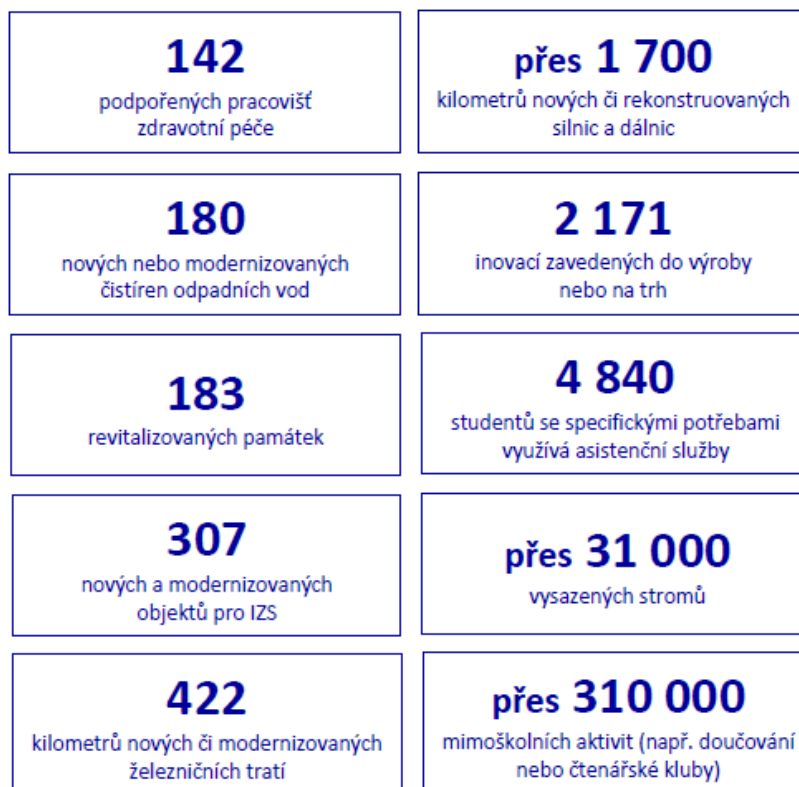 142
podpořených pracovišť
zdravotní péče
přes 1 700
kilometrů nových či rekonstruovaných
silnic a dálnic
180
nových nebo modernizovaných
čistíren odpadních vod
2 171
inovací zavedených do výroby
nebo na trh
183
revitalizovaných památek
4 840
studentů se specifickými potřebami
využívá asistenční služby
307
nových a modernizovaných
objektů pro IZS
přes 31 000
vysazených stromů
422
kilometrů nových či modernizovaných
železničních tratí
přes 310 000
mimoškolních aktivit (např. doučování
nebo čtenářské kluby)